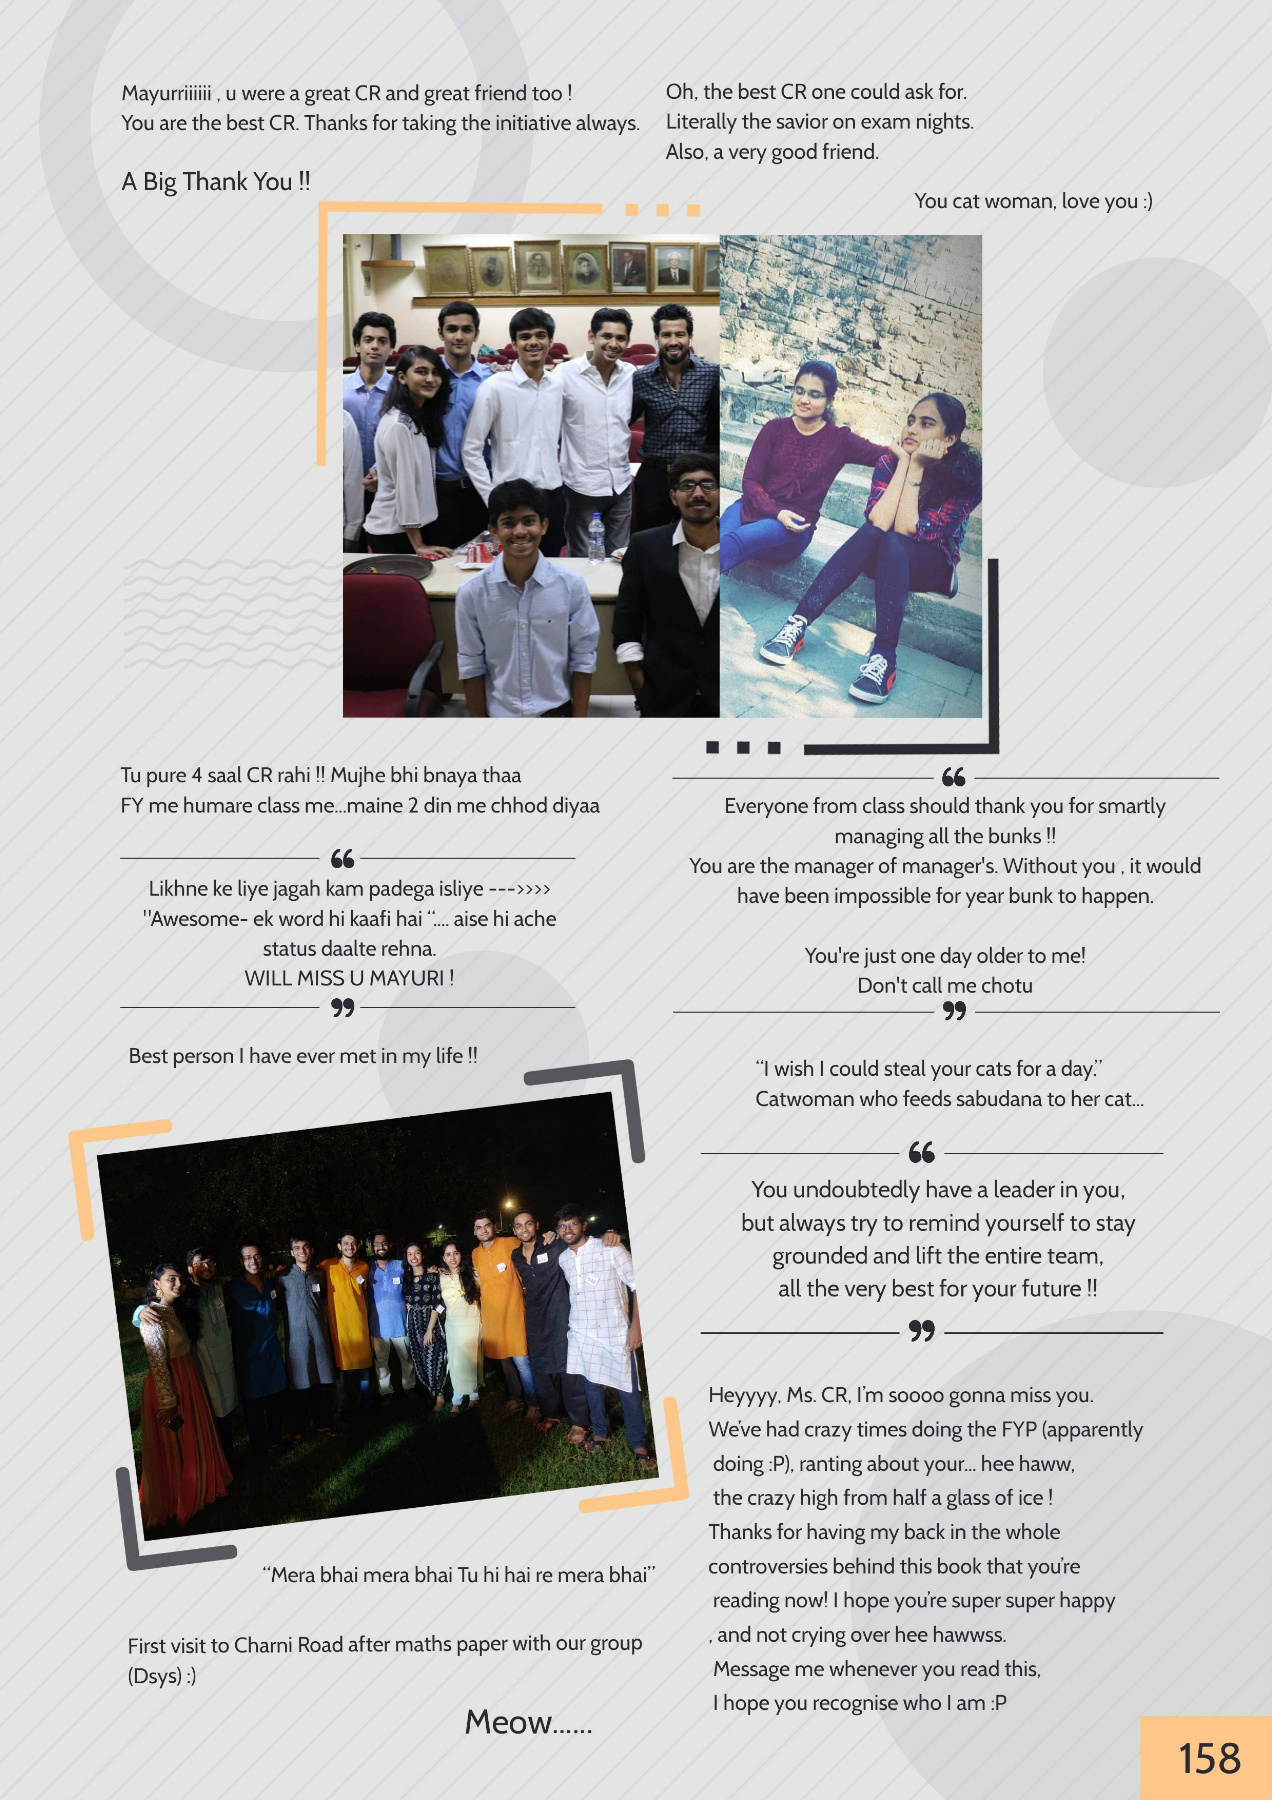 Mayurriiiiii , u were a great CR and great friend too !
You are the best CR. Thanks for taking the initiative always.
A Big Thank You !!
Oh, the best CR one could ask for.
Literally the savior on exam nights.
Also, a very good friend.
You cat woman, love you :)
Tu pure 4 saal CR rahi !! Mujhe bhi bnaya thaa
FY me humare class me...maine 2 din me chhod diyaa
“
Likhne ke liye jagah kam padega isliye --->>>>
"Awesome- ek word hi kaafi hai “.... aise hi ache
status daalte rehna.
WILL MISS U MAYURI !
”
Best person I have ever met in my life !!
“Mera bhai mera bhai Tu hi hai re mera bhai”
First visit to Charni Road after maths paper with our group
(Dsys) :)
Meow......
“
Everyone from class should thank you for smartly
managing all the bunks !!
You are the manager of manager's. Without you , it would
have been impossible for year bunk to happen.
You're just one day older to me!
Don't call me chotu
”
“I wish I could steal your cats for a day.”
Catwoman who feeds sabudana to her cat...
“
You undoubtedly have a leader in you,
but always try to remind yourself to stay
grounded and lift the entire team,
all the very best for your future !!
”
Heyyyy, Ms. CR, I’m soooo gonna miss you.
We’ve had crazy times doing the FYP (apparently
doing :P), ranting about your... hee haww,
the crazy high from half a glass of ice !
Thanks for having my back in the whole
controversies behind this book that you’re
reading now! I hope you’re super super happy
, and not crying over hee hawwss.
Message me whenever you read this,
I hope you recognise who I am :P
158